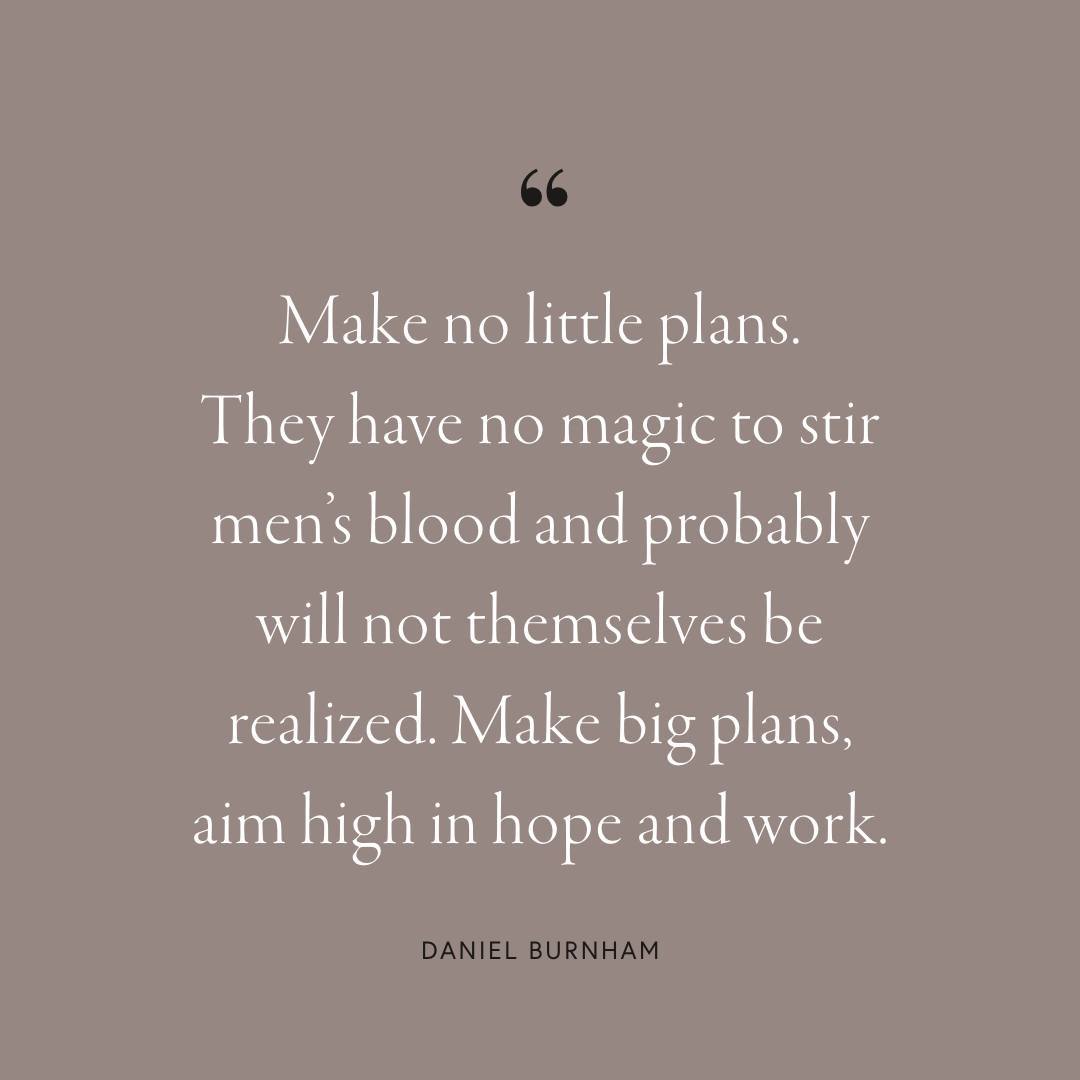 “
Make no little plans.
They have no magic to stir
men’s blood and probably
will not themselves be
realized. Make big plans,
aim high in hope and work.
DANIEL BURNHAM